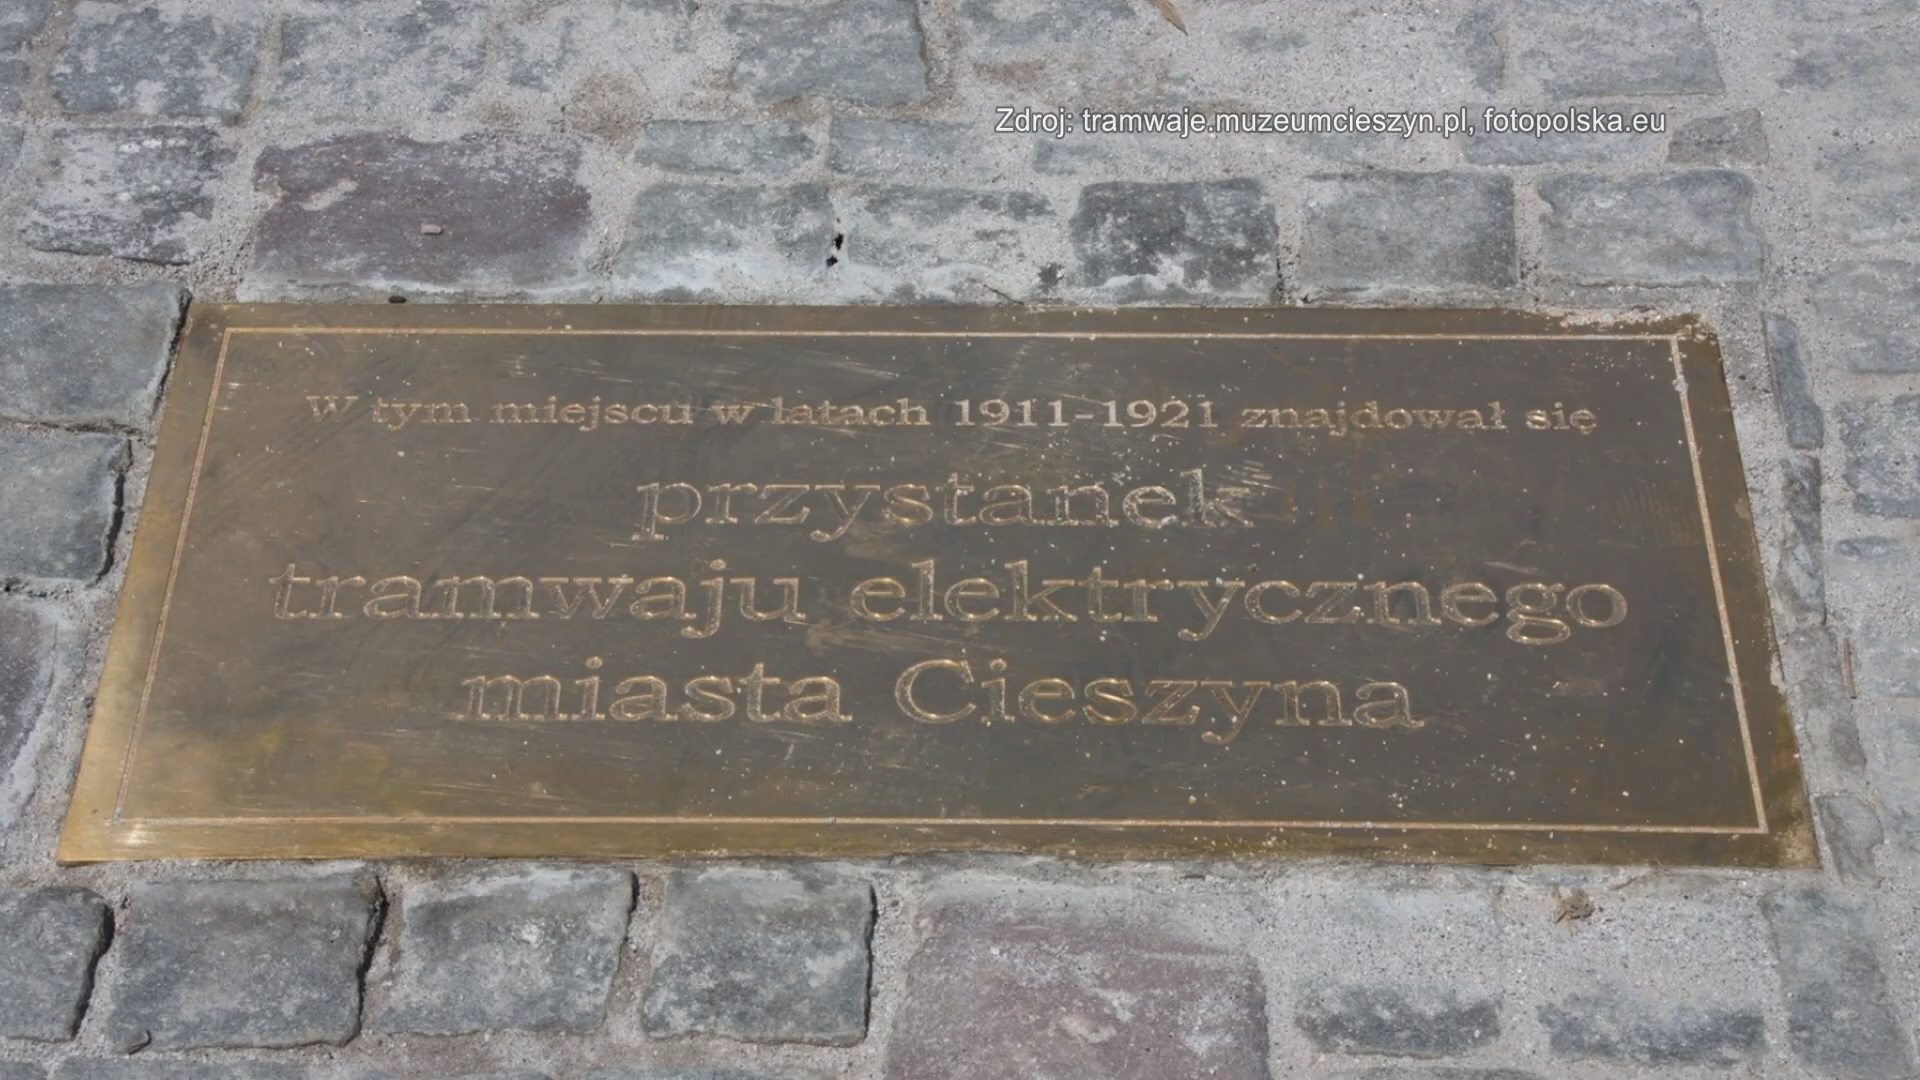 Zdroj: tramwaje.muzeumcieszyn.pl, fotopolska.eu
W tym miejscu w latach 1911-1921 znajdował się
przystanek
tramwaju elektrycznego
miasta Cieszyna